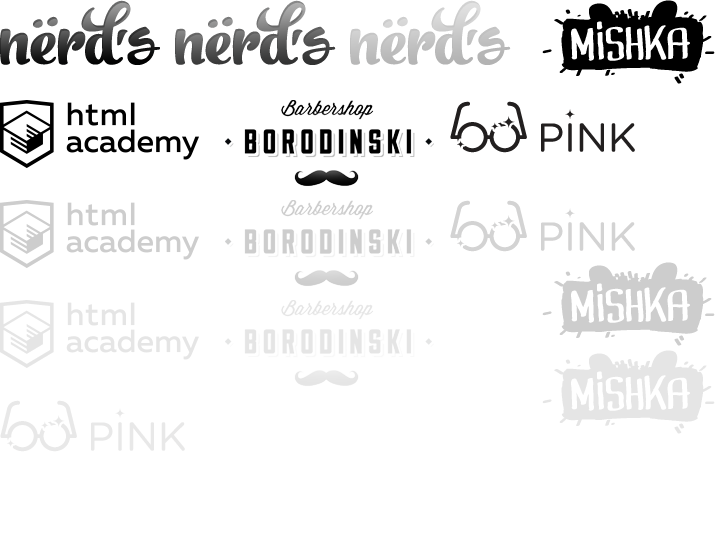 nërd's nërd's nërd's MiSHKA
html
academy
Barbershop
BORODINSKI
PiNK
html
academy
Barbershop
BORODINSKI
PiNK
MiSHKA
html
academy
Barbershop
BORODINSKI
MiSHKA
PiNK